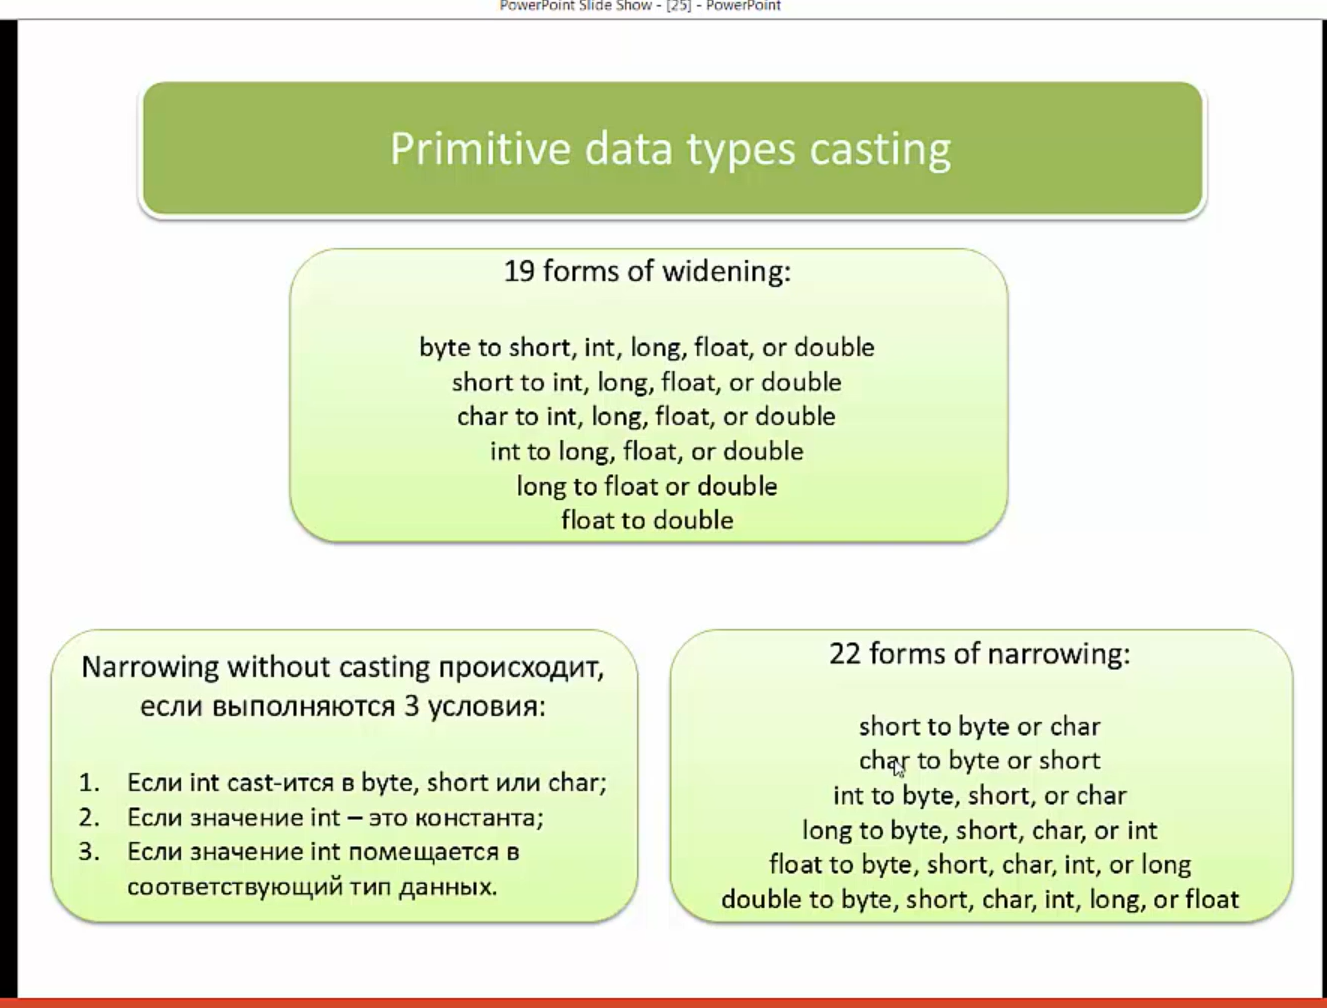 PowerPoint Slide Show - [25] - PowerPoint
Primitive data types casting
19 forms of widening:
byte to short, int, long, float, or double
short to int, long, float, or double
char to int, long, float, or double
int to long, float, or double
long to float or double
float to double
Narrowing without casting происходит,
если выполняются 3 условия:
1. Если int cast-ится в byte, short или char;
2. Если значение int – это константа;
3. Если значение int помещается в
соответствующий тип данных.
22 forms of narrowing:
short to byte or char
char to byte or short
int to byte, short, or char
long to byte, short, char, or int
float to byte, short, char, int, or long
double to byte, short, char, int, long, or float